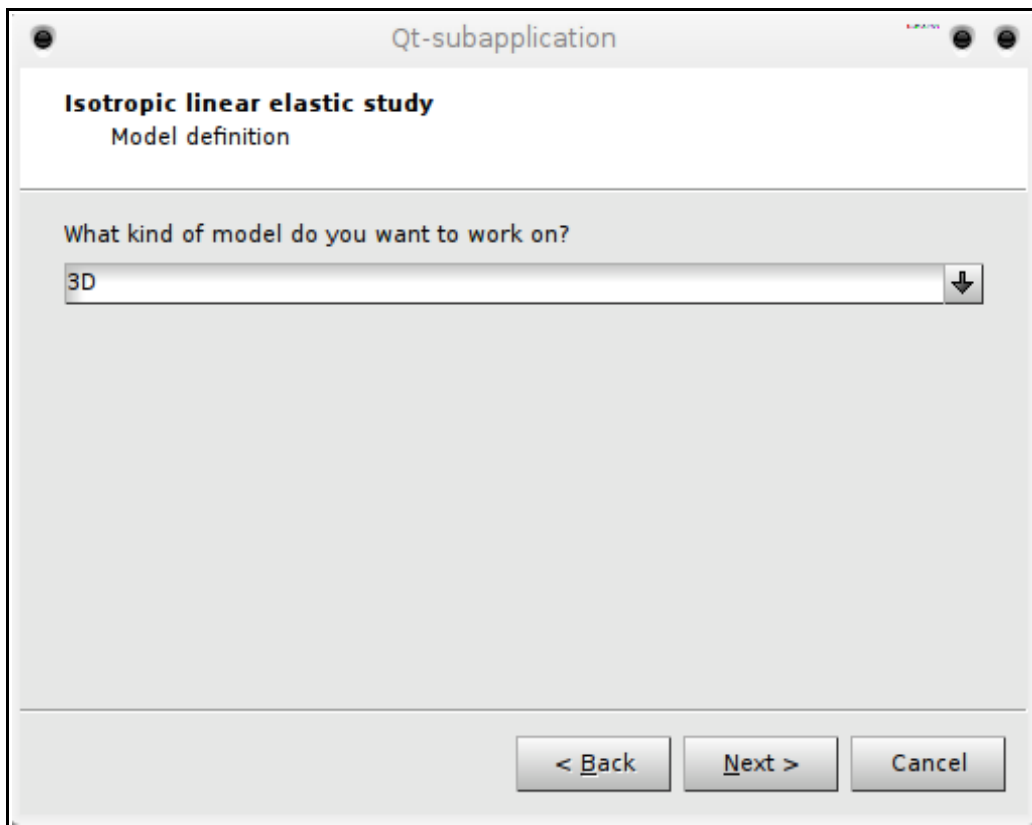 Qt-subapplication
Isotropic linear elastic study
Model definition
What kind of model do you want to work on?
3D
< Back
Next >
Cancel